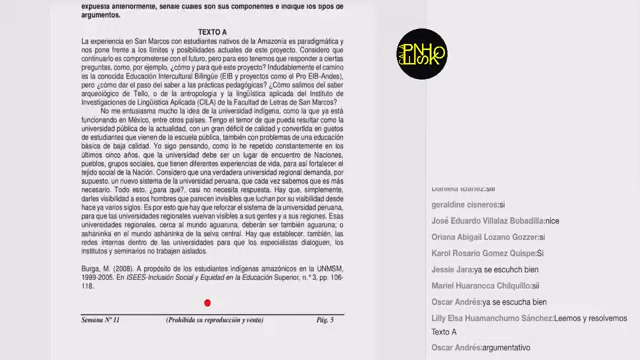 expuesta anteriormente, señale cuáles son sus componentes e indique los tipos de
argumentos.
TEXTO A
La experiencia en San Marcos con estudiantes nativos de la Amazonía es paradigmática y
nos pone frente a los límites y posibilidades actuales de este proyecto. Considero que
continuarlo es comprometerse con el futuro, pero para eso tenemos que responder a ciertas
preguntas, como, por ejemplo, ¿cómo y para qué este proyecto? Indudablemente el camino
es la conocida Educación Intercultural Bilingüe (EIB y proyectos como el Pro EIB-Andes),
pero ¿cómo dar el paso del saber a las prácticas pedagógicas? ¿Cómo salimos del saber
arqueológico de Tello, o de la antropología y la lingüística aplicada del Instituto de
Investigaciones de Lingüística Aplicada (CILA) de la Facultad de Letras de San Marcos?
No me entusiasma mucho la idea de la universidad indígena, como la que ya está
funcionando en México, entre otros países. Tengo el temor de que pueda resultar como la
universidad pública de la actualidad, con un gran déficit de calidad y convertida en guetos
de estudiantes que vienen de la escuela pública, también con problemas de una educación
básica de baja calidad. Yo sigo pensando, como lo he repetido constantemente en los
últimos cinco años, que la universidad debe ser un lugar de encuentro de Naciones,
pueblos, grupos sociales, que tienen diferentes experiencias de vida, para así fortalecer el
tejido social de la Nación. Considero que una verdadera universidad regional demanda, por
supuesto, un nuevo sistema de la universidad peruana, que cada vez sabemos que es más
necesario. Todo esto, ¿para qué?, casi no necesita respuesta. Hay que, simplemente,
darles visibilidad a esos hombres que parecen invisibles que luchan por su visibilidad desde
hace ya varios siglos. Es por esto que hay que reforzar el sistema de la universidad peruana,
para que las universidades regionales vuelvan visibles a sus gentes y a sus regiones. Esas
universidades regionales, cerca al mundo aguaruna, deberán ser también aguaruna; o
asháninka en el mundo asháninka de la selva central. Hay que establecer, también, las
redes internas dentro de las universidades para que los especialistas dialoguen, los
institutos y seminarios no trabajen aislados.
Burga, M. (2008). A propósito de los estudiantes indígenas amazónicos en la UNMSM,
1999-2005. En ISEES-Inclusión Social y Equidad en la Educación Superior, n.° 3, pp. 106-
118.
Semana Nº 11 (Prohibida su reproducción y venta) Pág. 5
geraldine cisneros:si
José Eduardo Villalaz Bobadilla:nice
Oriana Abigail Lozano Gozzer:si
Karol Rosario Gomez Quispe:Si
Jessie Jara:ya se escuhch bien
Mariel Huarancca Chilquillo:sii
Oscar Andrés:ya se escucha bien
Lilly Elsa Huamanchumo Sánchez:Leemos y resolvemos
Texto A
Oscar Andrés:argumentativo